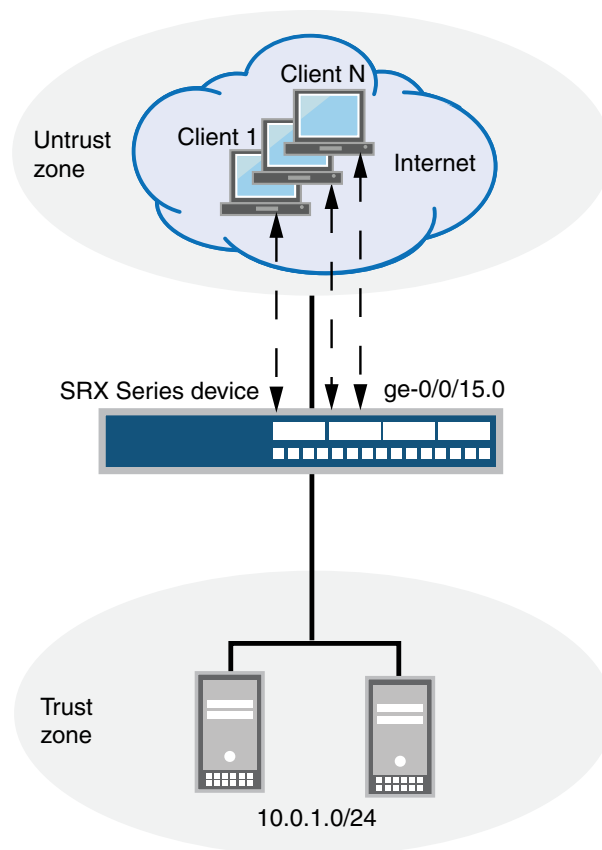 Client N
Client 1
Untrust
zone
Internet
SRX Series device
ge-0/0/15.0
Trust
zone
10.0.1.0/24